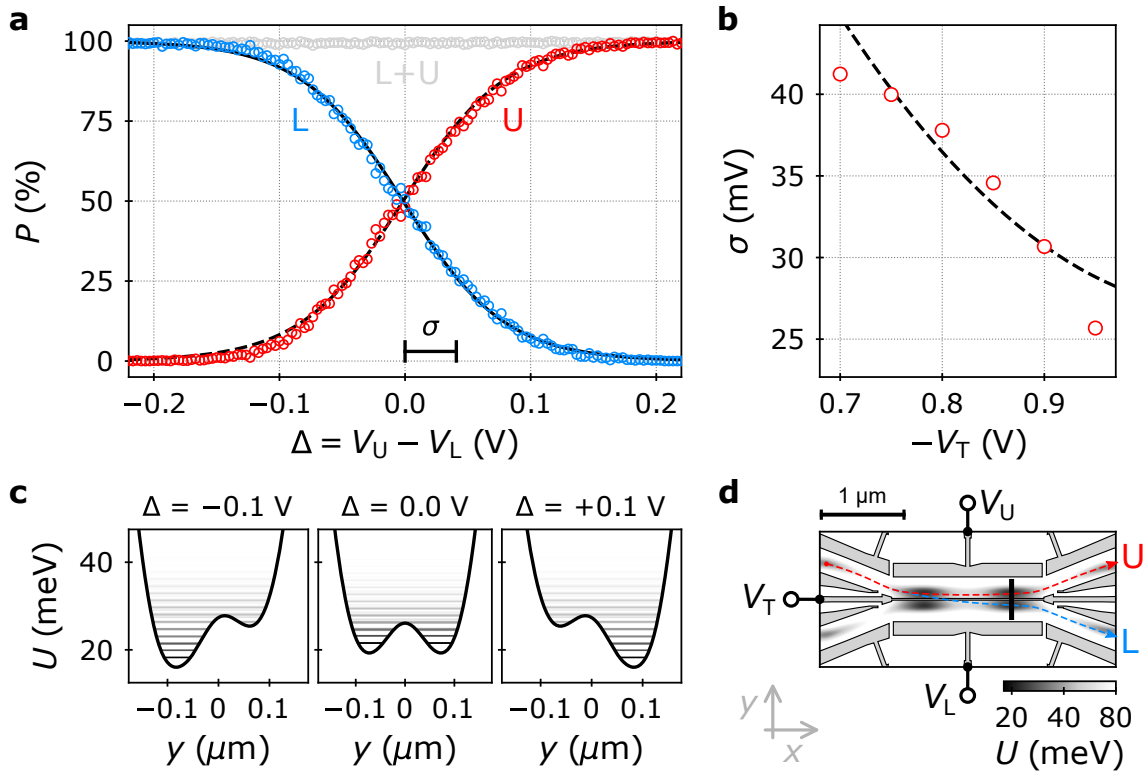 a
100
75
50
25
0
P (%)
L+U
L
U
σ
−0.2
−0.1
0.0
0.1
0.2
Δ = V_U − V_L (V)
b
40
35
30
25
σ (mV)
0.7
0.8
0.9
−V_T (V)
c
Δ = −0.1 V
Δ = 0.0 V
Δ = +0.1 V
40
20
U (meV)
−0.1 0 0.1
−0.1 0 0.1
−0.1 0 0.1
y (μm)
y (μm)
y (μm)
d
1 μm
V_U
U
V_T
L
V_L
y
x
20 40 80
U (meV)